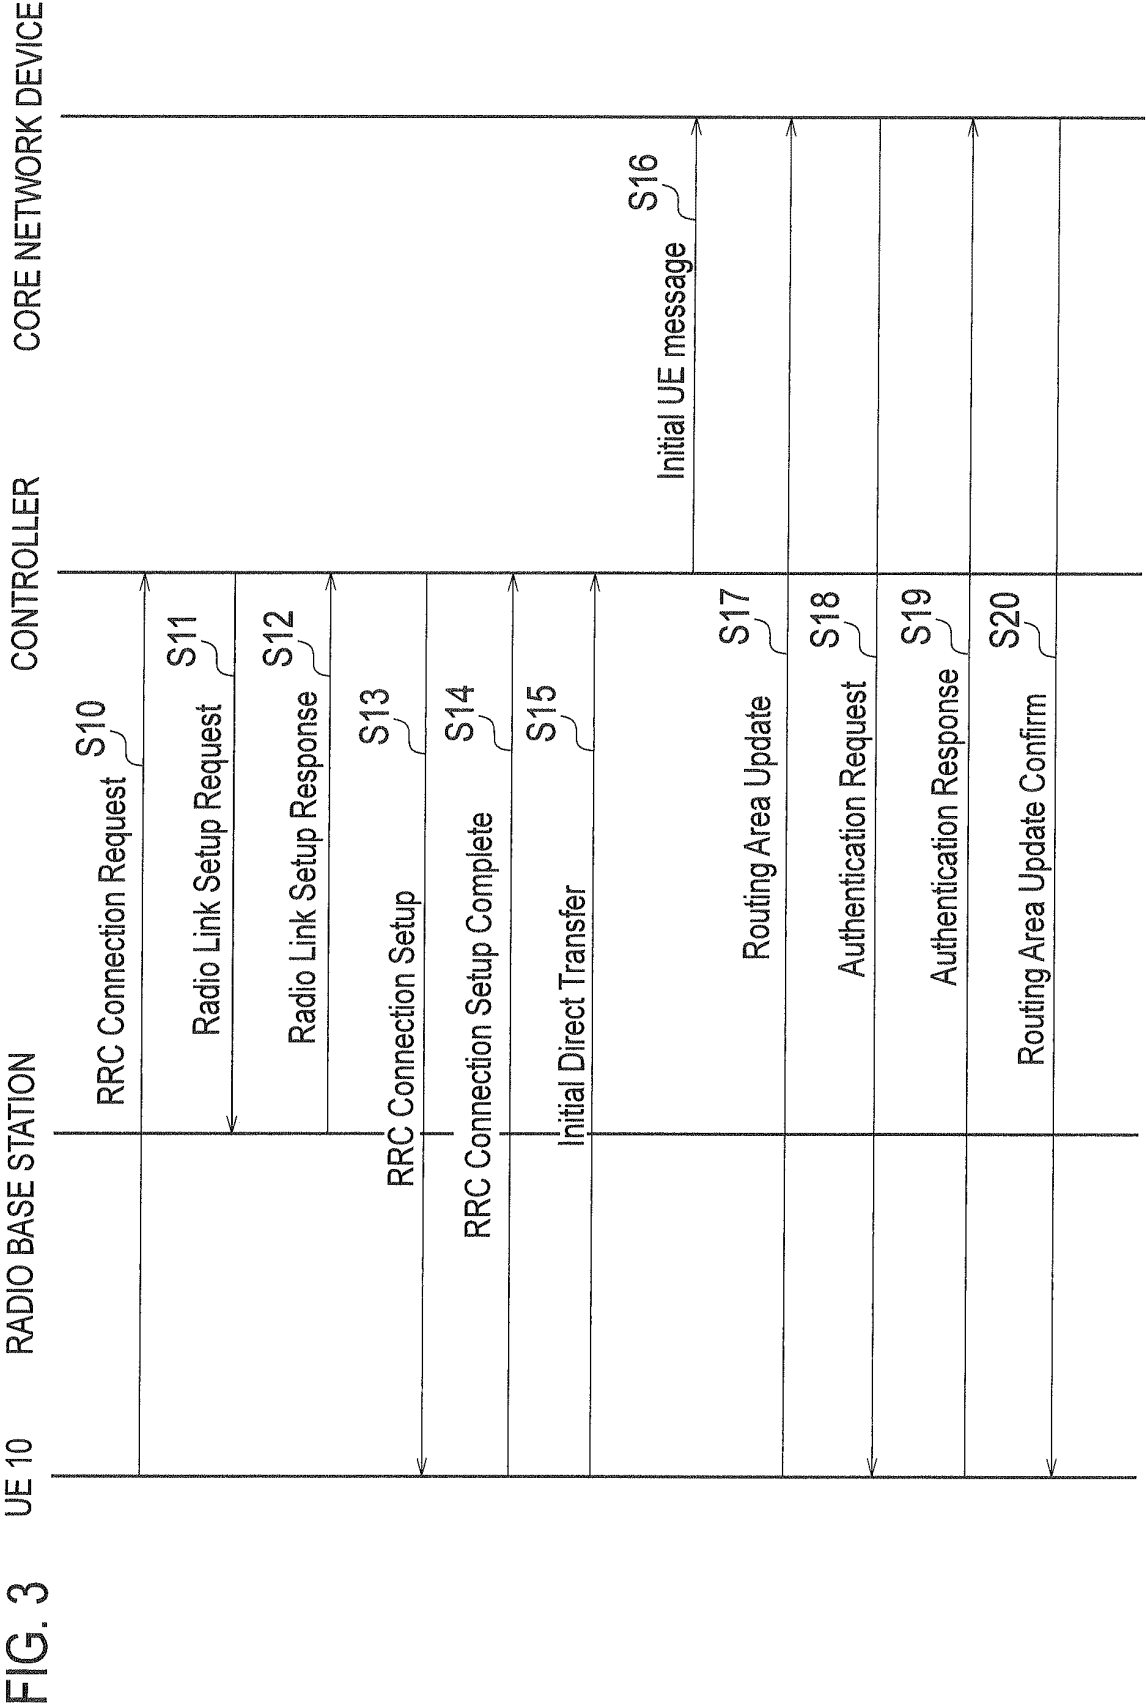 FIG. 3
UE 10
RADIO BASE STATION
CONTROLLER
CORE NETWORK DEVICE
RRC Connection Request
S10
Radio Link Setup Request
S11
Radio Link Setup Response
S12
RRC Connection Setup
S13
RRC Connection Setup Complete
S14
Initial Direct Transfer
S15
Initial UE message
S16
Routing Area Update
S17
Authentication Request
S18
Authentication Response
S19
Routing Area Update Confirm
S20